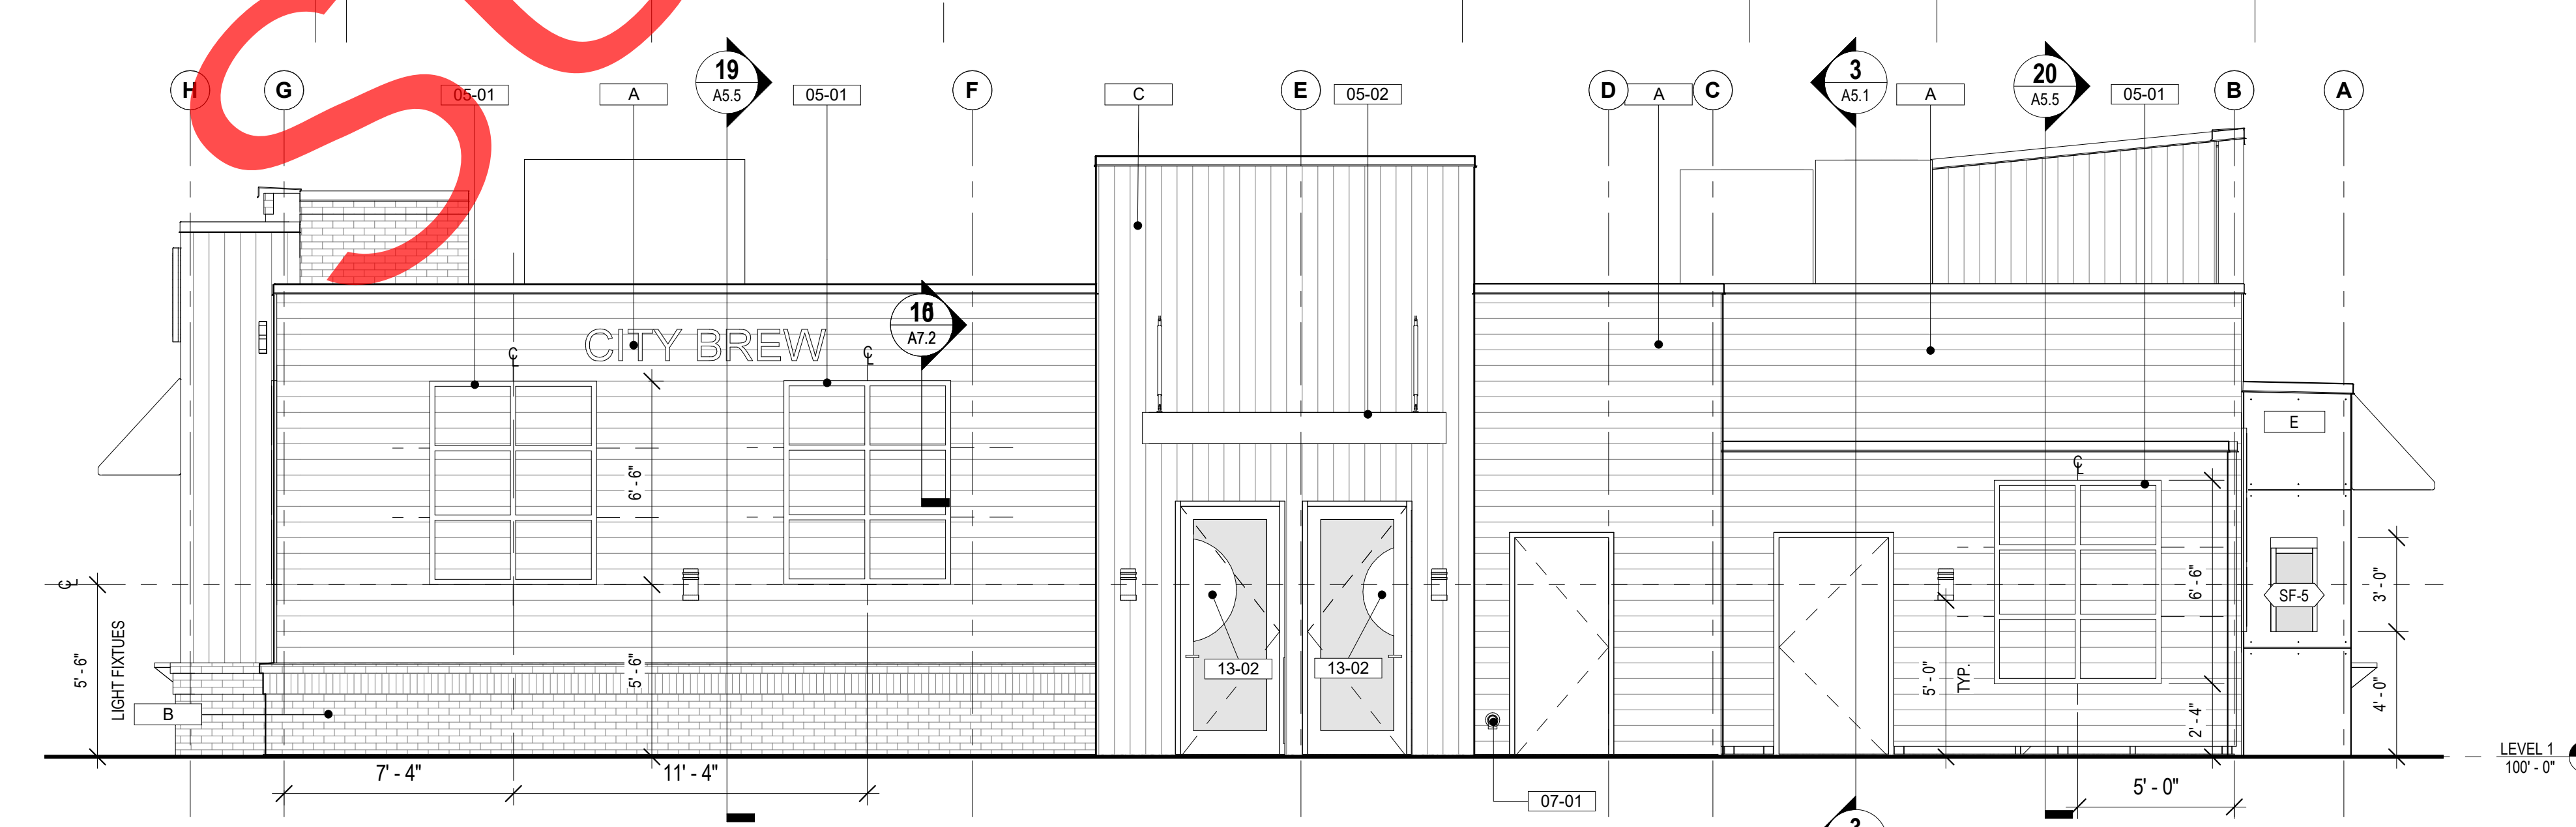 H G 05-01 A 19 05-01 F C E 05-02 D A C 3 A 20 05-01 B A
A5.5 A5.1 A5.5
CITY BREW
A7.2
E
℄ ℄ ℄ ℄
6' - 6"
6' - 6"
3' - 0"
SF-5
5' - 6"
LIGHT FIXTUES
5' - 6"
13-02 13-02
5' - 0"
TYP.
2' - 4"
4' - 0"
B
7' - 4" 11' - 4"
LEVEL 1
100' - 0"
5' - 0"
07-01
3